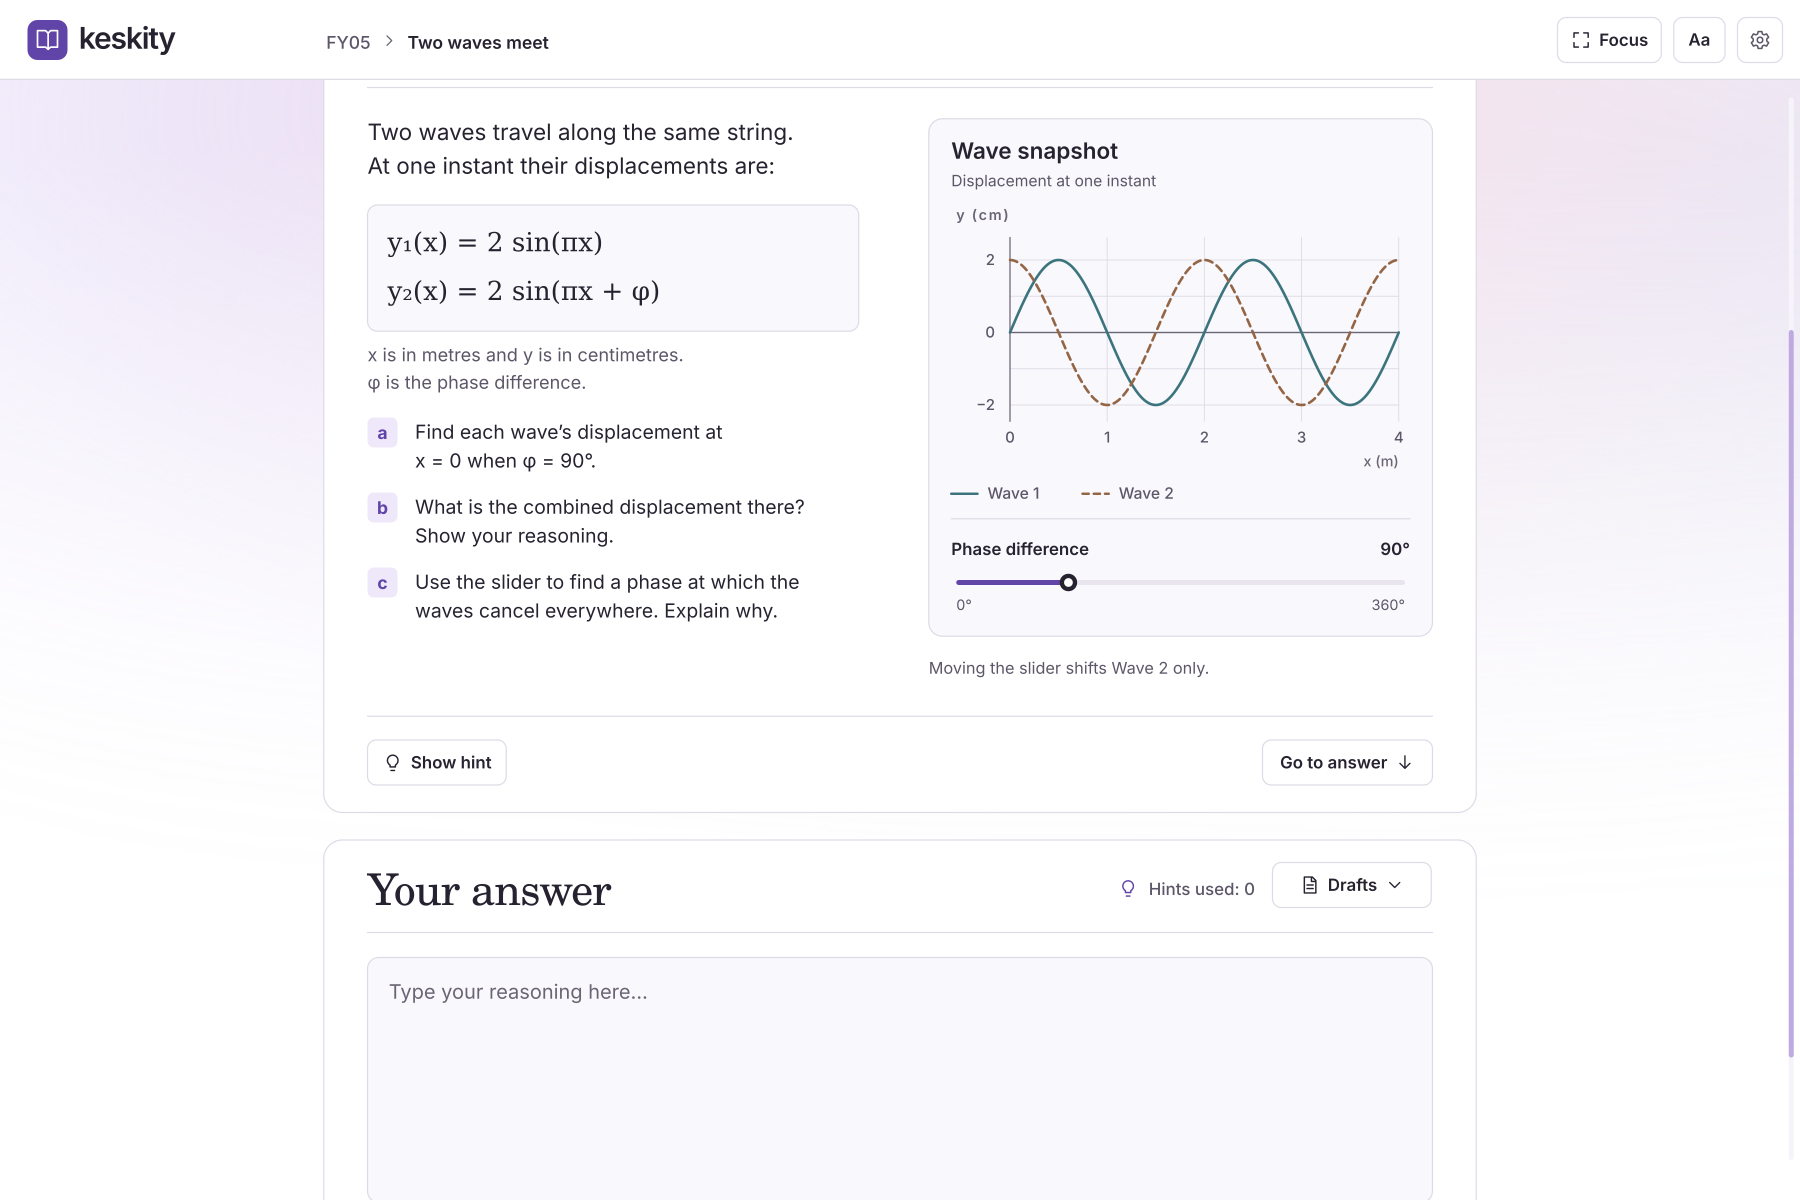 keskity
FY05 > Two waves meet
Focus
Aa
Two waves travel along the same string.
At one instant their displacements are:
y₁(x) = 2 sin(πx)
y₂(x) = 2 sin(πx + φ)
x is in metres and y is in centimetres.
φ is the phase difference.
a Find each wave’s displacement at
x = 0 when φ = 90°.
b What is the combined displacement there?
Show your reasoning.
c Use the slider to find a phase at which the
waves cancel everywhere. Explain why.
Wave snapshot
Displacement at one instant
y (cm)
2
0
−2
0 1 2 3 4
x (m)
Wave 1 Wave 2
Phase difference 90°
0° 360°
Moving the slider shifts Wave 2 only.
Show hint
Go to answer ↓
Your answer
Hints used: 0
Drafts
Type your reasoning here...